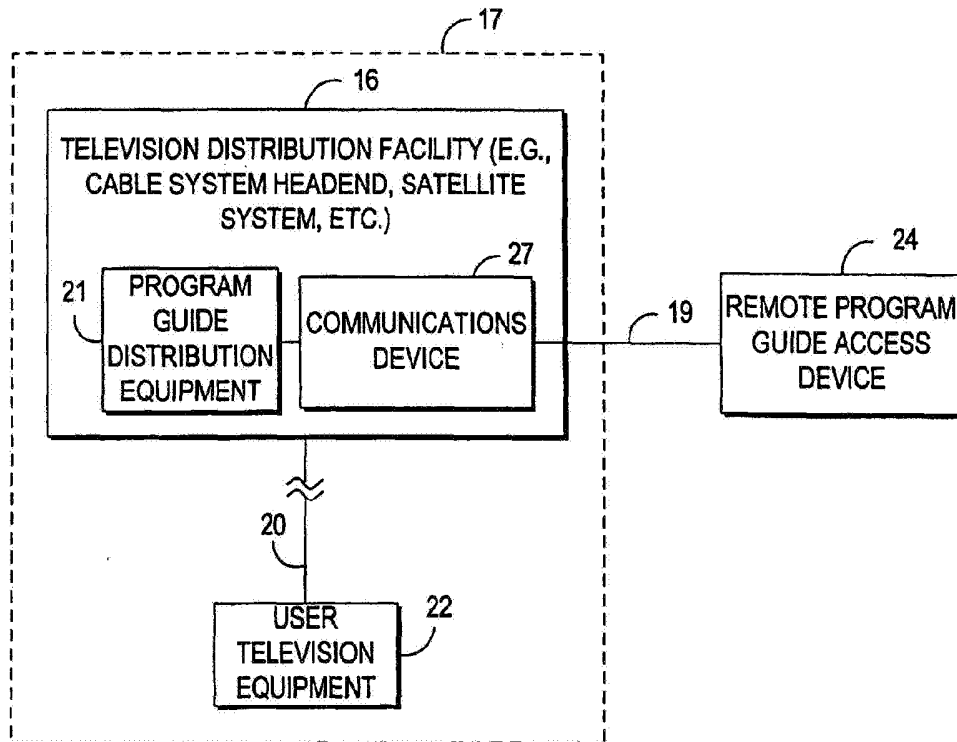 17
16
TELEVISION DISTRIBUTION FACILITY (E.G.,
CABLE SYSTEM HEADEND, SATELLITE
SYSTEM, ETC.)
21
PROGRAM
GUIDE
DISTRIBUTION
EQUIPMENT
27
COMMUNICATIONS
DEVICE
19
24
REMOTE PROGRAM
GUIDE ACCESS
DEVICE
20
22
USER
TELEVISION
EQUIPMENT